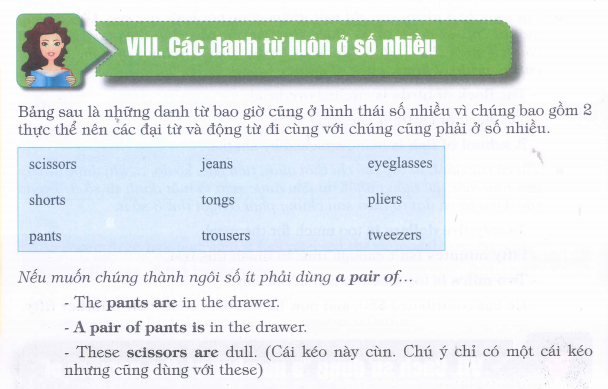 VIII. Các danh từ luôn ở số nhiều
Bảng sau là những danh từ bao giờ cũng ở hình thái số nhiều vì chúng bao gồm 2
thực thể nên các đại từ và động từ đi cùng với chúng cũng phải ở số nhiều.
scissors jeans eyeglasses
shorts tongs pliers
pants trousers tweezers
Nếu muốn chúng thành ngôi số ít phải dùng a pair of...
- The pants are in the drawer.
- A pair of pants is in the drawer.
- These scissors are dull. (Cái kéo này cùn. Chú ý chỉ có một cái kéo
nhưng cũng dùng với these)